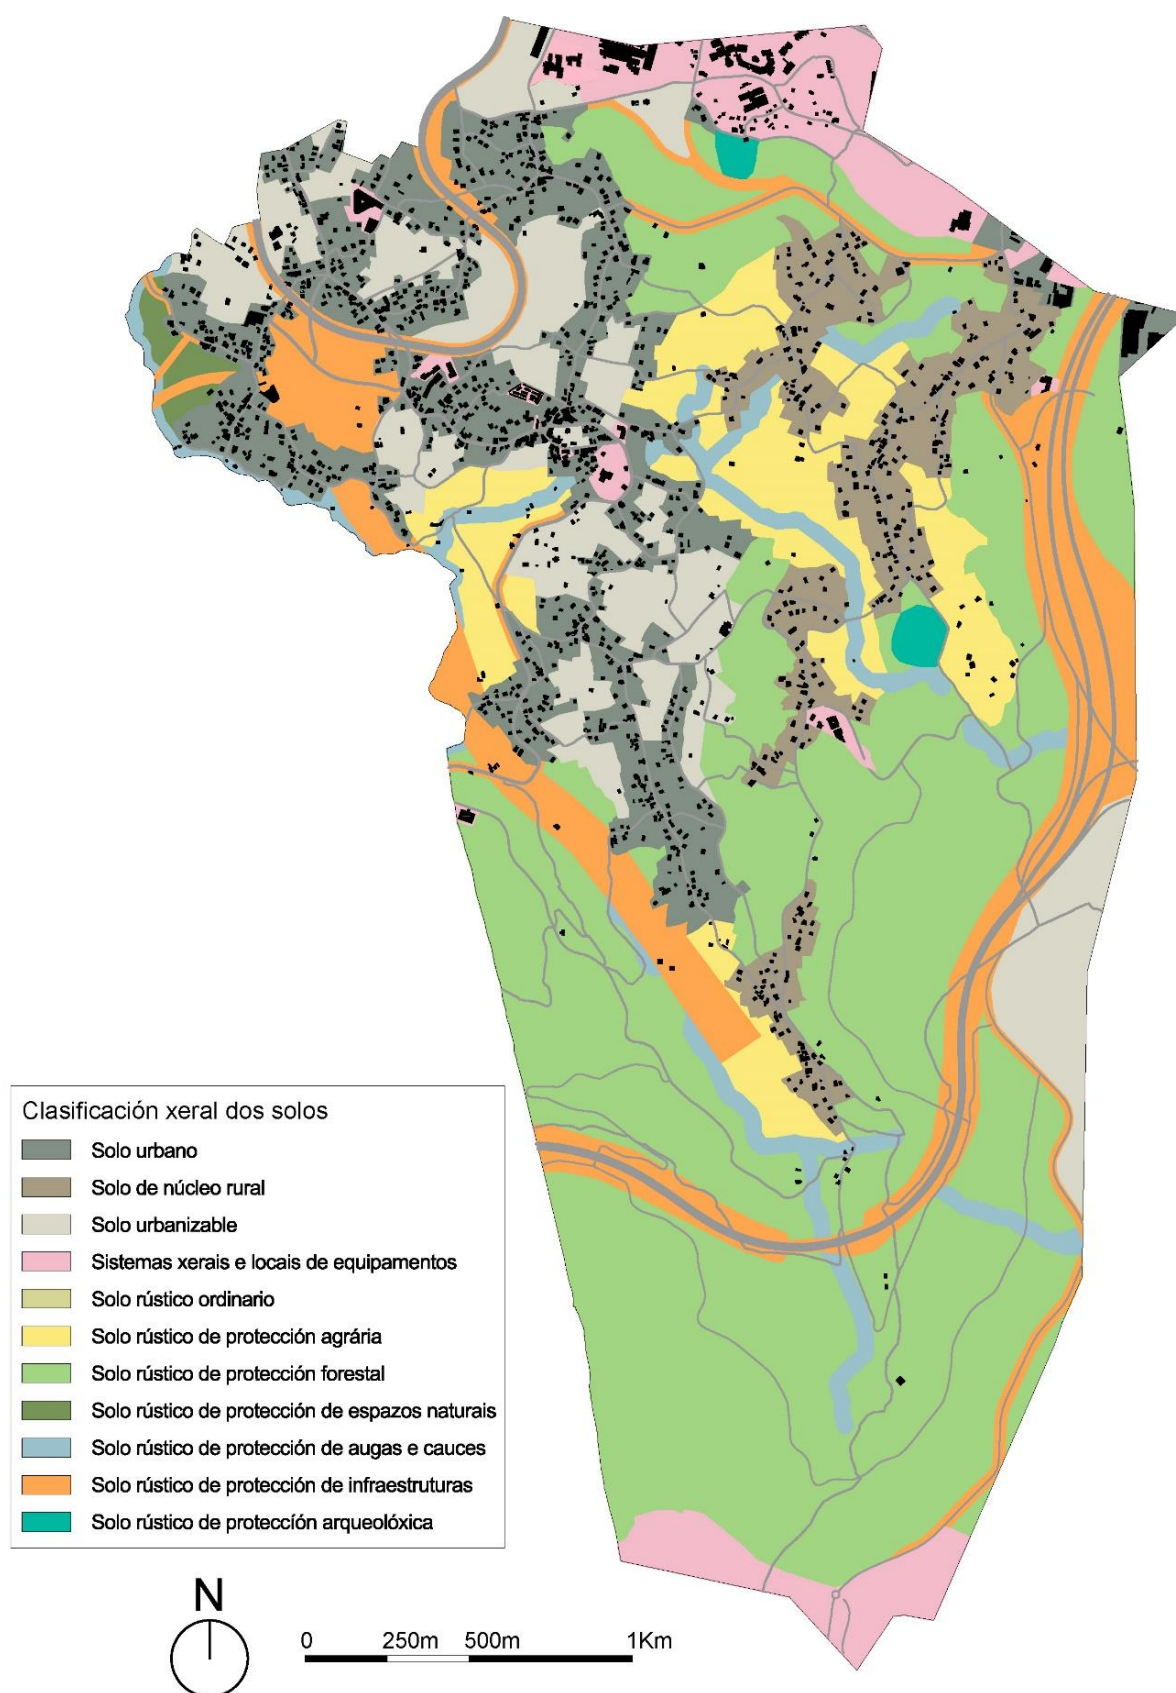 Clasificación xeral dos solos
Solo urbano
Solo de núcleo rural
Solo urbanizable
Sistemas xerais e locais de equipamentos
Solo rústico ordinario
Solo rústico de protección agrária
Solo rústico de protección forestal
Solo rústico de protección de espazos naturais
Solo rústico de protección de augas e cauces
Solo rústico de protección de infraestruturas
Solo rústico de protección arqueolóxica
N
0 250m 500m 1Km